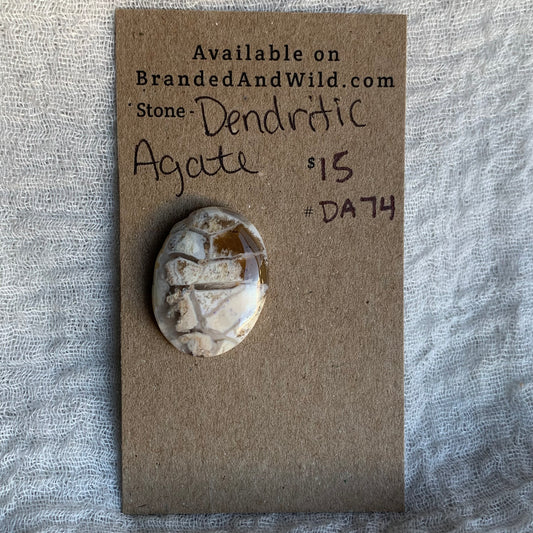 Available on
BrandedAndWild.com
Stone - Dendritic
Agate $15
# DA74